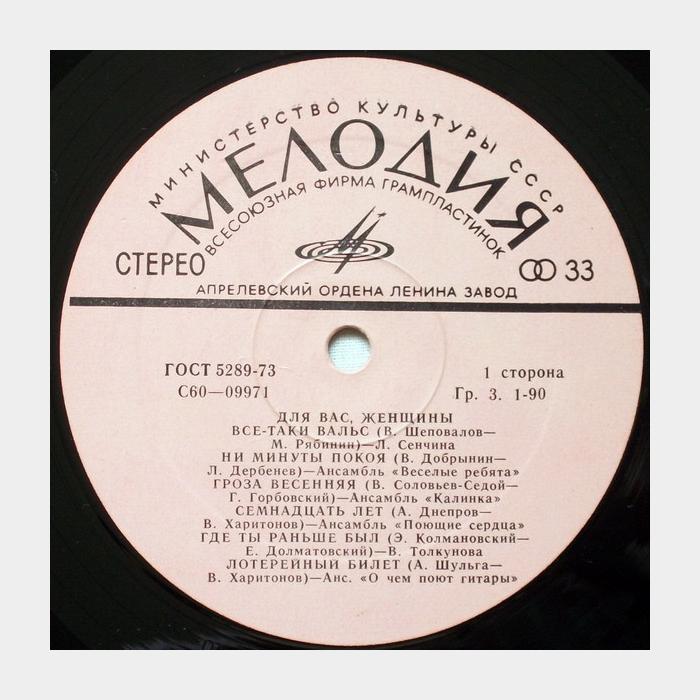 МИНИСТЕРСТВО КУЛЬТУРЫ СССР
МЕЛОДИЯ
ВСЕСОЮЗНАЯ ФИРМА ГРАМПЛАСТИНОК
СТЕРЕО
33
АПРЕЛЕВСКИЙ ОРДЕНА ЛЕНИНА ЗАВОД
ГОСТ 5289-73
1 сторона
С60—09971
Гр. 3. 1-90
ДЛЯ ВАС, ЖЕНЩИНЫ
ВСЕ-ТАКИ ВАЛЬС (В. Шеповалов—
М. Рябинин)—Л. Сенчина
НИ МИНУТЫ ПОКОЯ (В. Добрынин—
Л. Дербенев)—Ансамбль «Веселые ребята»
ГРОЗА ВЕСЕННЯЯ (В. Соловьев-Седой—
Г. Горбовский)—Ансамбль «Калинка»
СЕМНАДЦАТЬ ЛЕТ (А. Днепров—
В. Харитонов)—Ансамбль «Поющие сердца»
ГДЕ ТЫ РАНЬШЕ БЫЛ (Э. Колмановский—
Е. Долматовский)—В. Толкунова
ЛОТЕРЕЙНЫЙ БИЛЕТ (А. Шульга—
В. Харитонов)—Анс. «О чем поют гитары»